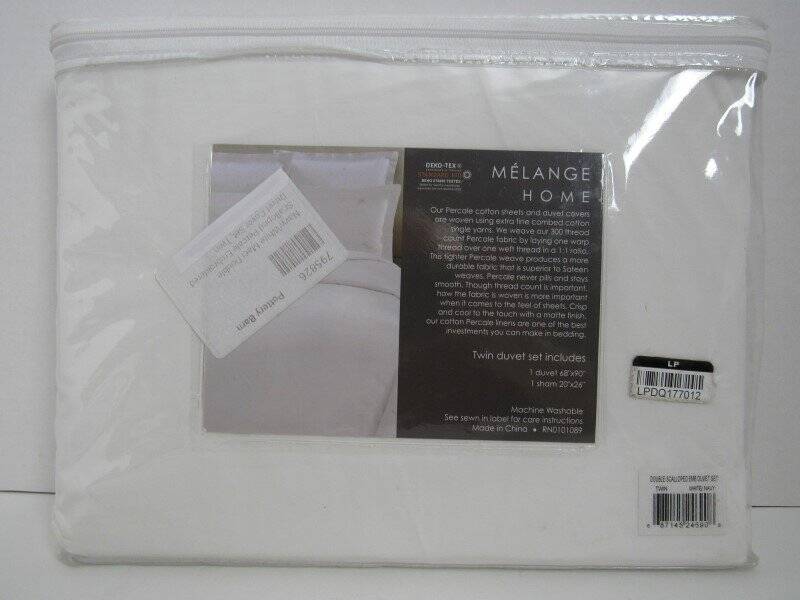 OEKO-TEX®
STANDARD 100
MÉLANGE
HOME
Our Percale cotton sheets and duvet covers
are woven using extra fine combed cotton
single yarns. We weave our 300 thread
count Percale fabric by laying one warp
thread over one weft thread in a 1:1 ratio.
This tighter Percale weave produces a more
durable fabric that is superior to Sateen
weaves. Percale never pills and stays
smooth. Though thread count is important,
how the fabric is woven is more important
when it comes to the feel of sheets. Crisp
and cool to the touch with a matte finish,
our cotton Percale linens are one of the best
investments you can make in bedding.
Twin duvet set includes
1 duvet 68"x90"
1 sham 20"x26"
Machine Washable
See sewn in label for care instructions
Made in China • RN0101089
795826
Pottery Barn
LP
LPDQ177012
DOUBLE SCALLOPED EMB DUVET SET
TWIN WHITE/ NAVY